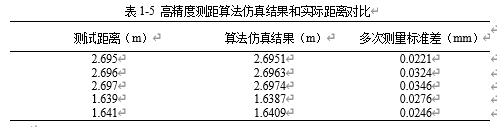 表 1-5 高精度测距算法仿真结果和实际距离对比
测式距离（m） 算法仿真结果（m） 多次测量标准差（mm）
2.695 2.6951 0.0221
2.696 2.6963 0.0324
2.697 2.6974 0.0346
1.639 1.6387 0.0276
1.641 1.6409 0.0246